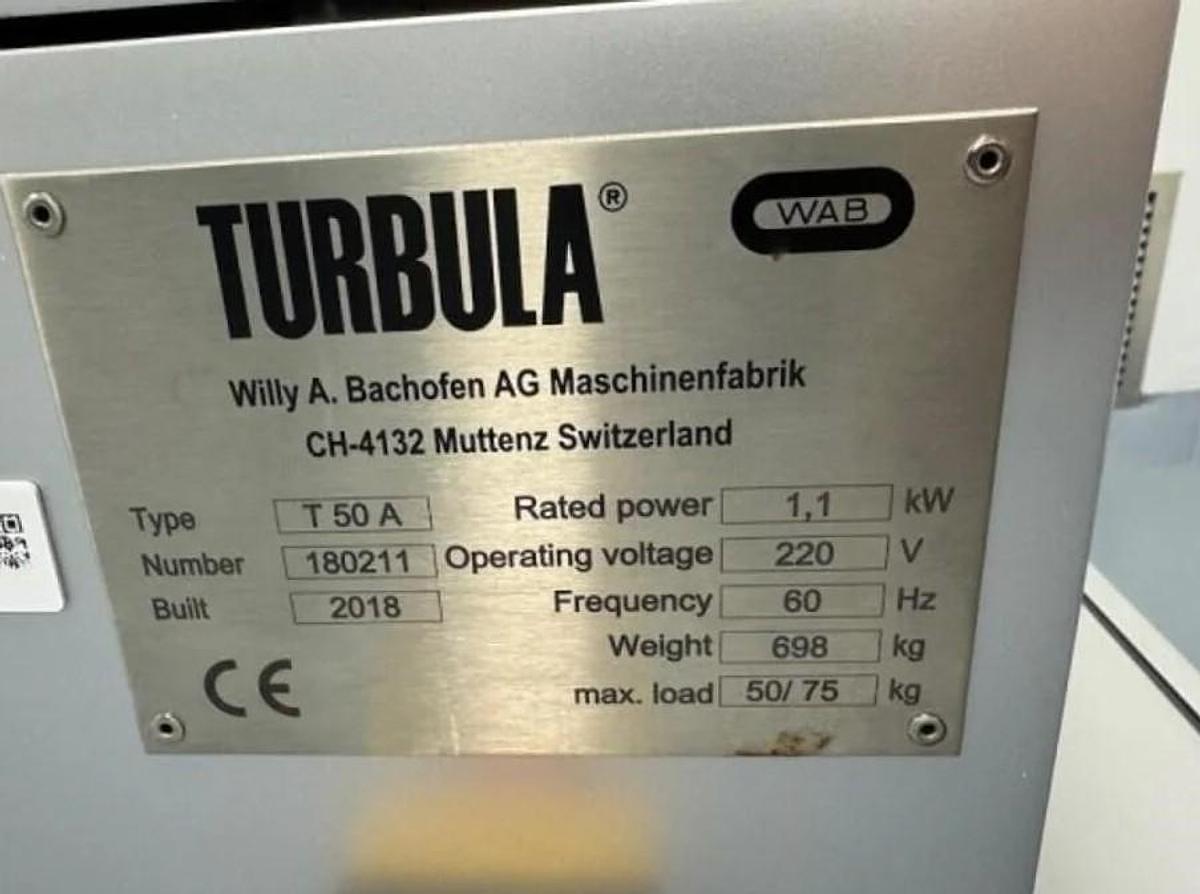 TURBULA®
WAB
Willy A. Bachofen AG Maschinenfabrik
CH-4132 Muttenz Switzerland
Type T 50 A Rated power 1,1 kW
Number 180211 Operating voltage 220 V
Built 2018 Frequency 60 Hz
Weight 698 kg
CE max. load 50/ 75 kg